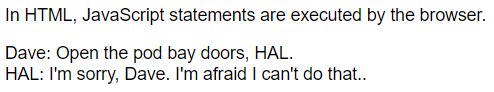 In HTML, JavaScript statements are executed by the browser.
Dave: Open the pod bay doors, HAL.
HAL: I'm sorry, Dave. I'm afraid I can't do that..